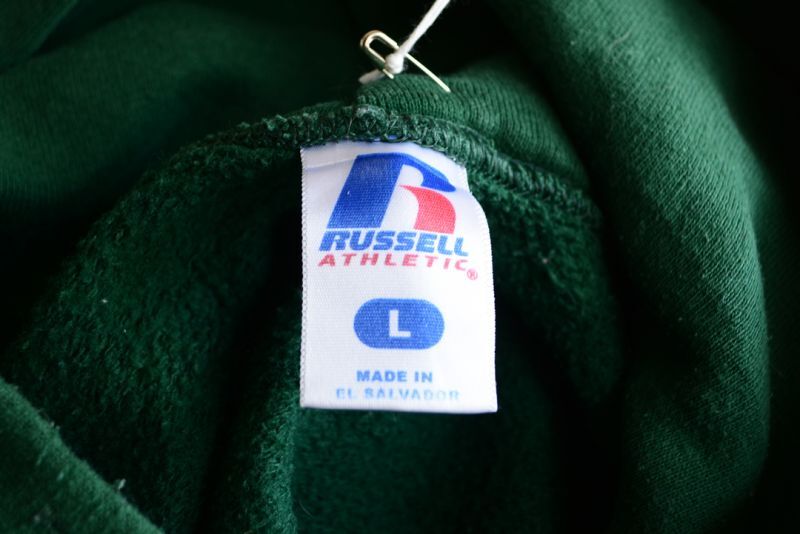 RUSSELL
ATHLETIC®
L
MADE IN
EL SALVADOR